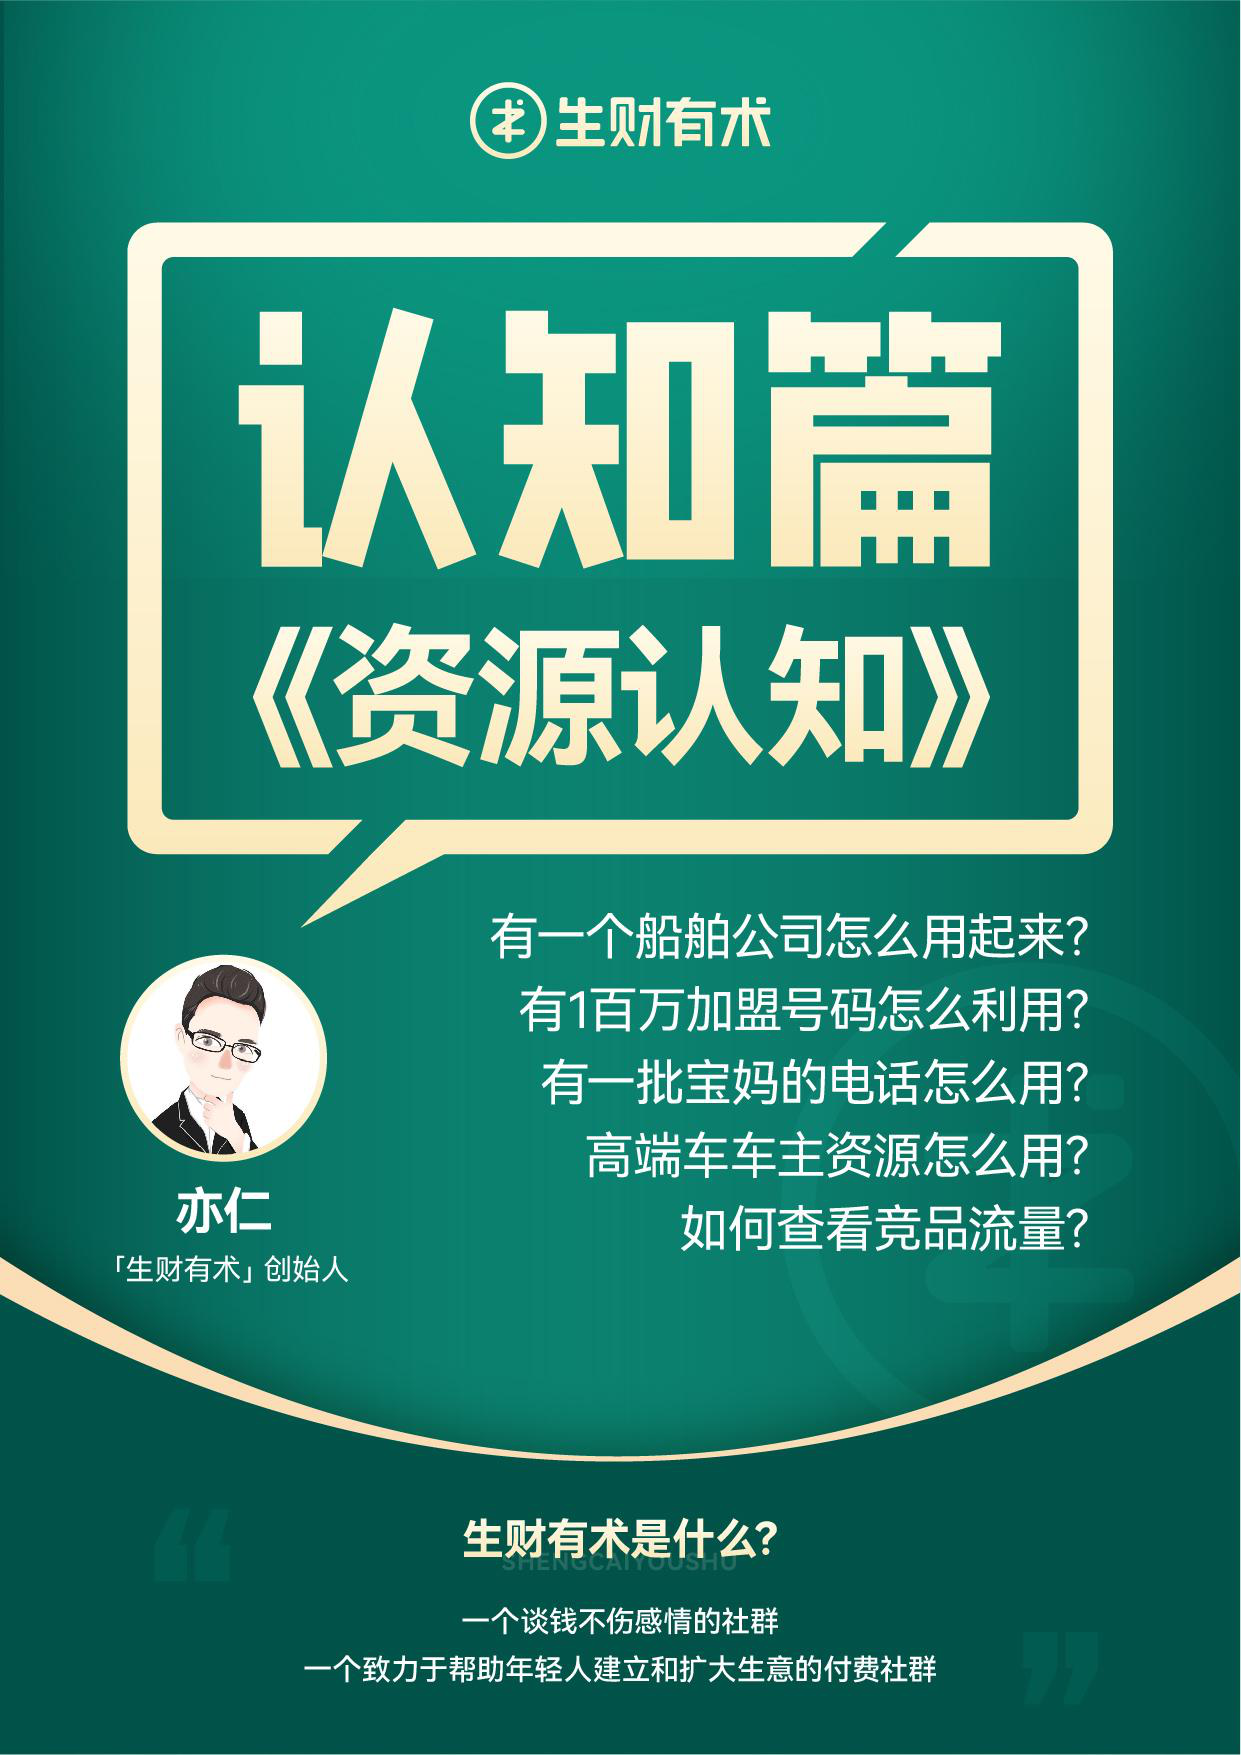 生财有术
认知篇
《资源认知》
有一个船舶公司怎么用起来?
有1百万加盟号码怎么利用?
有一批宝妈的电话怎么用?
高端车车主资源怎么用?
如何查看竞品流量?
亦仁
「生财有术」创始人
生财有术是什么?
SHENGCAIYOUSHU
一个谈钱不伤感情的社群
一个致力于帮助年轻人建立和扩大生意的付费社群